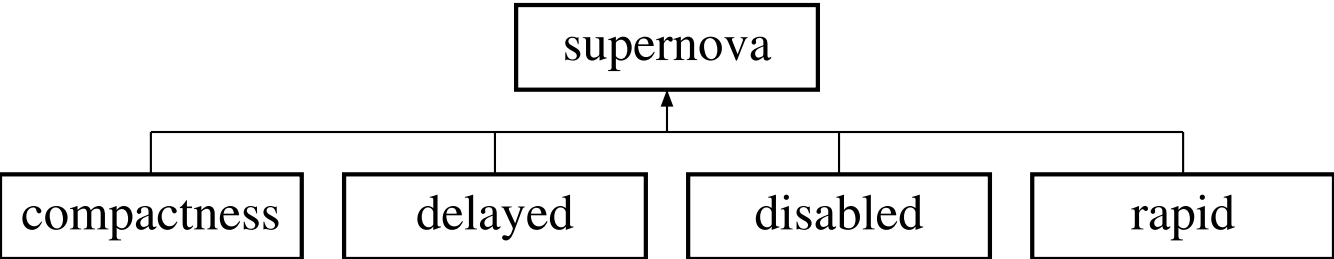 supernova
compactness
delayed
disabled
rapid